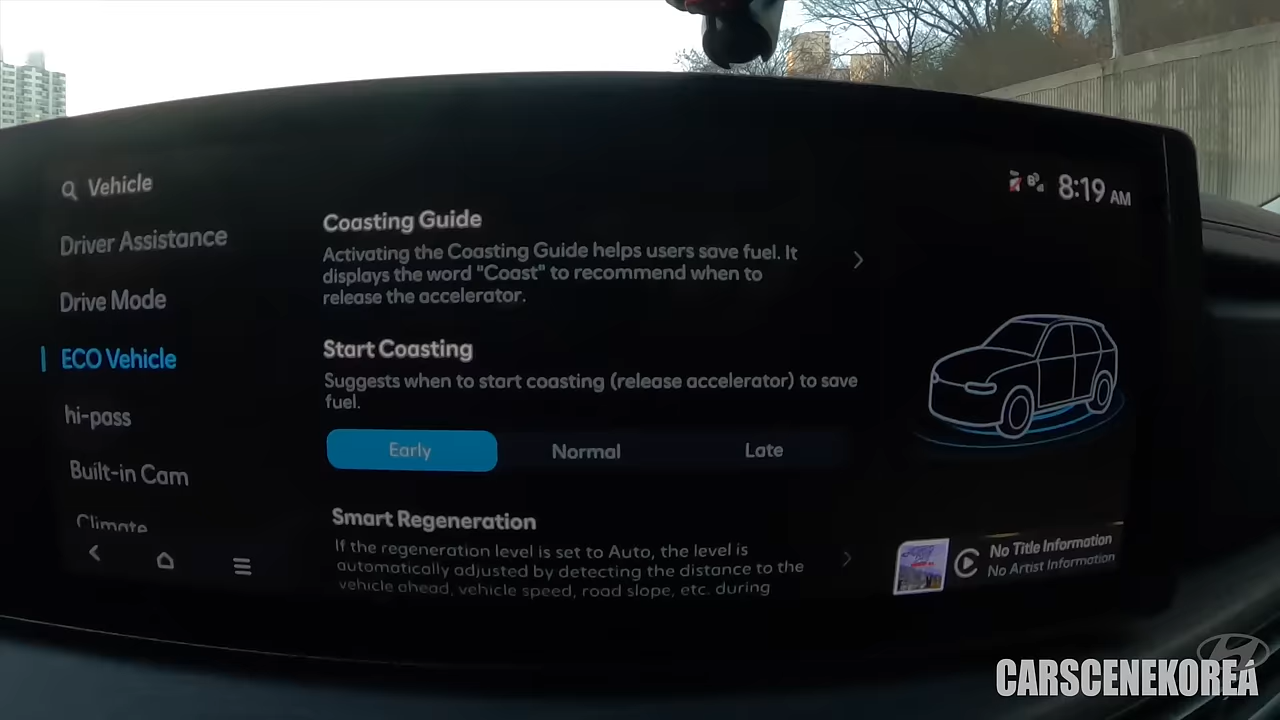 Vehicle
8:19 AM
Driver Assistance
Drive Mode
ECO Vehicle
hi-pass
Built-in Cam
Climate
Coasting Guide
Activating the Coasting Guide helps users save fuel. It
displays the word "Coast" to recommend when to
release the accelerator.
Start Coasting
Suggests when to start coasting (release accelerator) to save
fuel.
Early
Normal
Late
Smart Regeneration
If the regeneration level is set to Auto, the level is
automatically adjusted by detecting the distance to the
vehicle ahead, vehicle speed, road slope, etc. during
No Title Information
No Artist Information
CARSCENEKOREA